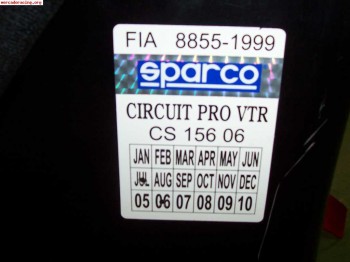 mercadoracing.org
FIA 8855-1999
sparco
CIRCUIT PRO VTR
CS 156 06
JAN FEB MAR APR MAY JUN
JUL AUG SEP OCT NOV DEC
05 06 07 08 09 10